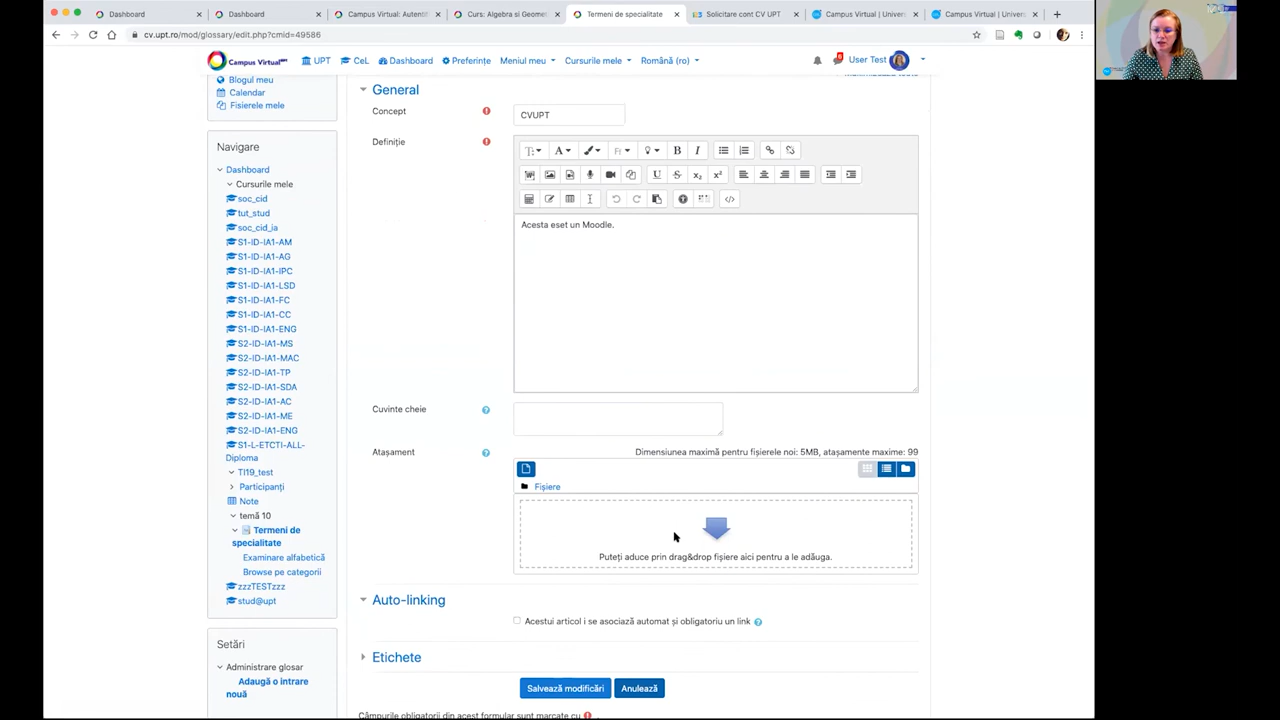 Dashboard
Dashboard
Campus Virtual: Autentifi
Curs: Algebra si Geomet
Termeni de specialitate
Solicitare cont CV UPT
Campus Virtual | Univers
Campus Virtual | Univers
cv.upt.ro/mod/glossary/edit.php?cmid=49586
Campus Virtual UPT
UPT
CeL
Dashboard
Preferințe
Meniul meu
Cursurile mele
Română (ro)
User Test
Blogul meu
Calendar
Fisierele mele
Navigare
Dashboard
Cursurile mele
soc_cid
tut_stud
soc_cid_ia
S1-ID-IA1-AM
S1-ID-IA1-AG
S1-ID-IA1-IPC
S1-ID-IA1-LSD
S1-ID-IA1-FC
S1-ID-IA1-CC
S1-ID-IA1-ENG
S2-ID-IA1-MS
S2-ID-IA1-MAC
S2-ID-IA1-TP
S2-ID-IA1-SDA
S2-ID-IA1-AC
S2-ID-IA1-ME
S2-ID-IA1-ENG
S1-L-ETCTI-ALL-
Diploma
TI19_test
Participanți
Note
temă 10
Termeni de
specialitate
Examinare alfabetică
Browse pe categorii
zzzTESTzzz
stud@upt
Setări
Administrare glosar
Adaugă o intrare
nouă
General
Concept
CVUPT
Definiție
Acesta eset un Moodle.
Cuvinte cheie
Atașament
Dimensiunea maximă pentru fișierele noi: 5MB, atașamente maxime: 99
Fișiere
Puteți aduce prin drag&drop fișiere aici pentru a le adăuga.
Auto-linking
Acestui articol i se asociază automat și obligatoriu un link
Etichete
Salvează modificări
Anulează
Câmpurile obligatorii din acest formular sunt marcate cu